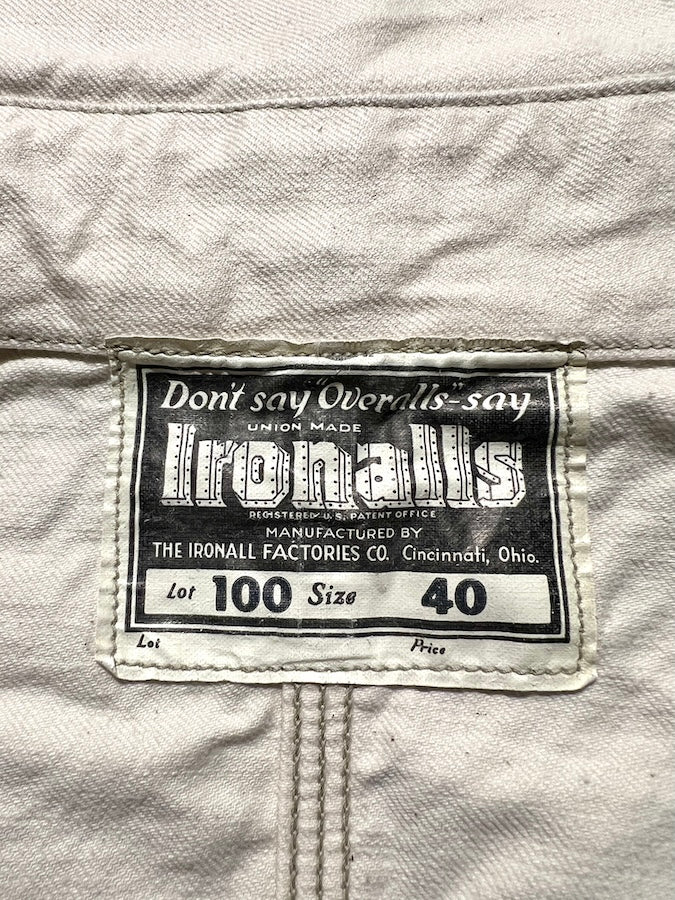 Don't say "Overalls"-say
UNION MADE
Ironalls
REGISTERED U.S. PATENT OFFICE
MANUFACTURED BY
THE IRONALL FACTORIES CO. Cincinnati, Ohio.
Lot 100 Size 40
Lot Price